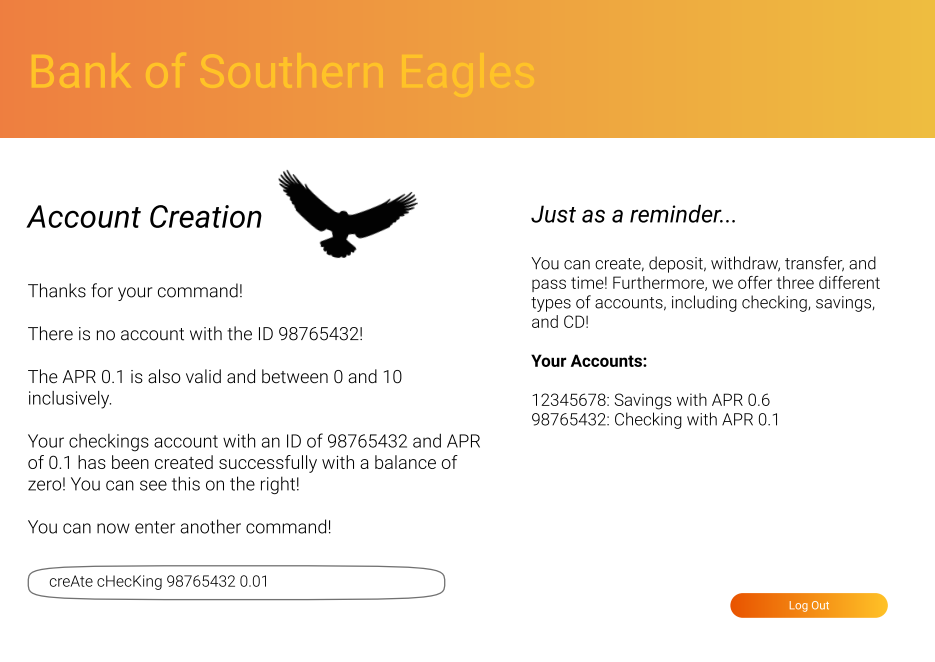 Bank of Southern Eagles
Account Creation
Thanks for your command!
There is no account with the ID 98765432!
The APR 0.1 is also valid and between 0 and 10
inclusively.
Your checkings account with an ID of 98765432 and APR
of 0.1 has been created successfully with a balance of
zero! You can see this on the right!
You can now enter another command!
creAte cHecKing 98765432 0.01
Just as a reminder...
You can create, deposit, withdraw, transfer, and
pass time! Furthermore, we offer three different
types of accounts, including checking, savings,
and CD!
Your Accounts:
12345678: Savings with APR 0.6
98765432: Checking with APR 0.1
Log Out